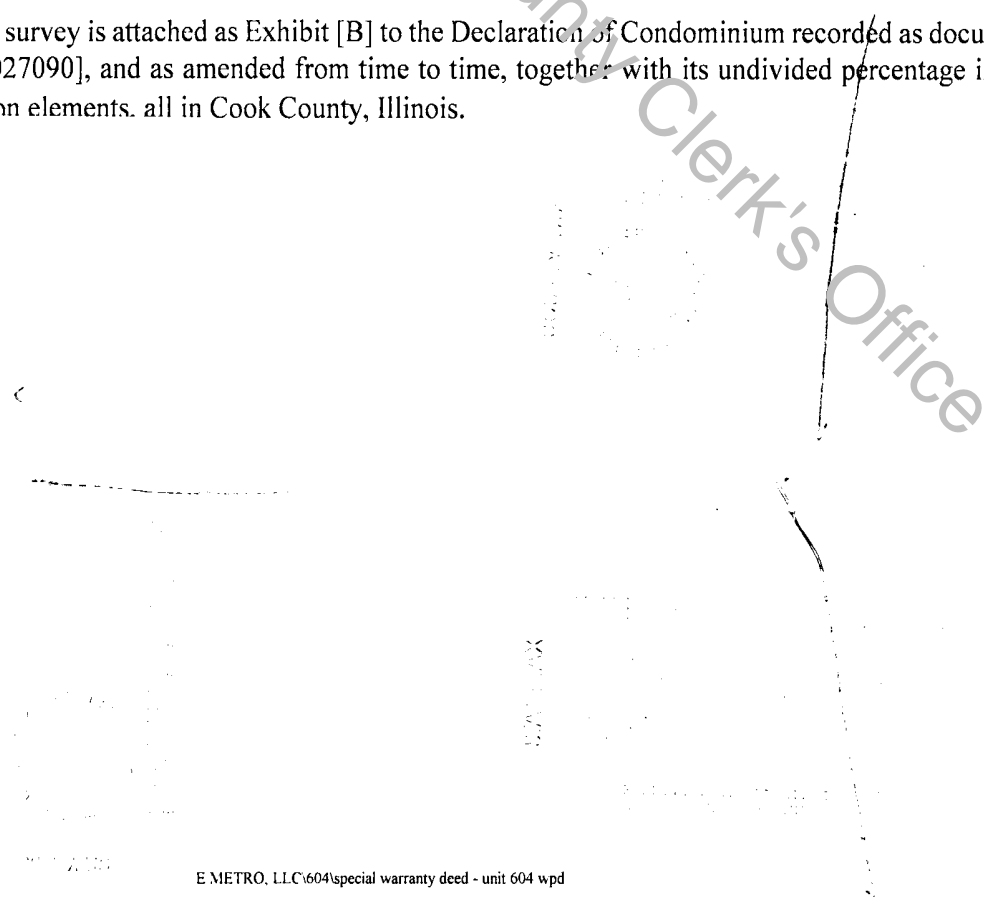 survey is attached as Exhibit [B] to the Declaration of Condominium recorded as docu
27090], and as amended from time to time, together with its undivided percentage i
on elements. all in Cook County, Illinois.
Clerk's Office
E METRO, LLC\604\special warranty deed - unit 604 wpd